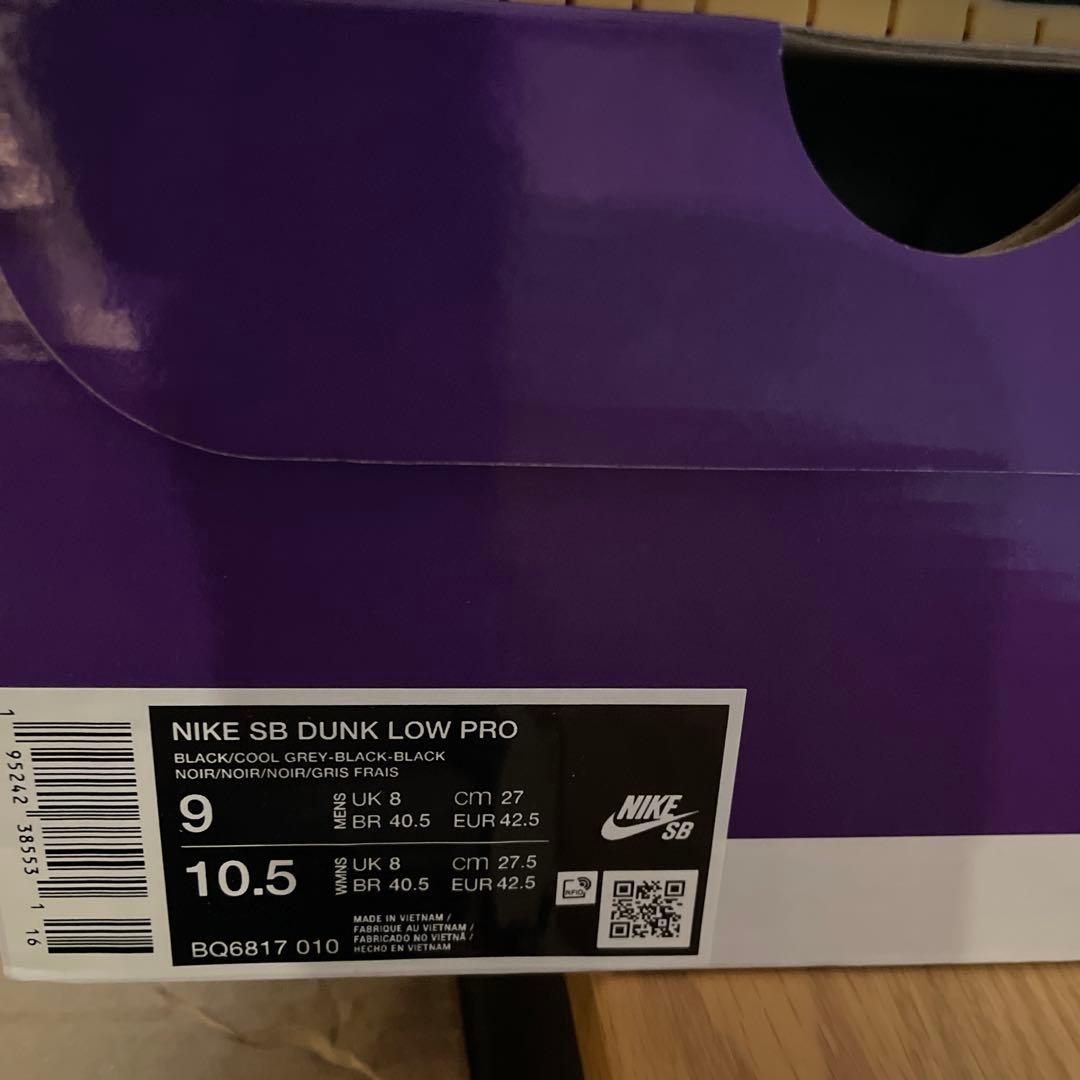 NIKE SB DUNK LOW PRO
BLACK/COOL GREY-BLACK-BLACK
NOIR/NOIR/NOIR/GRIS FRAIS
9 MENS UK 8 cm 27
BR 40.5 EUR 42.5
10.5 WMNS UK 8 cm 27.5
BR 40.5 EUR 42.5
BQ6817 010
MADE IN VIETNAM /
FABRIQUE AU VIETNAM /
FABRICADO NO VIETNÃ /
HECHO EN VIETNAM
NIKE
SB
RFID
1 95242 38553 1 16